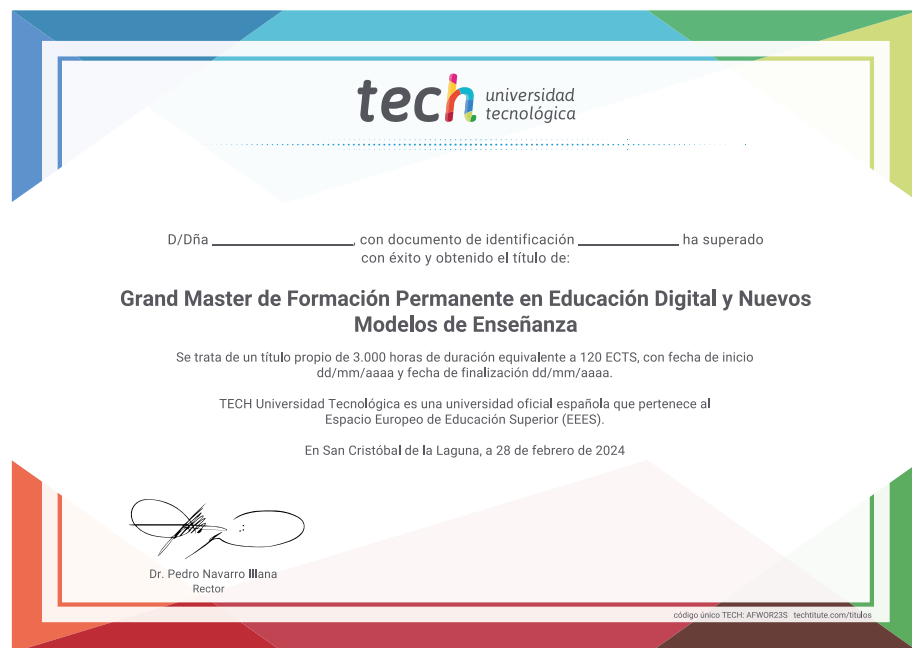 tech universidad
tecnológica
D/Dña ____________________, con documento de identificación ______________ ha superado
con éxito y obtenido el título de:
Grand Master de Formación Permanente en Educación Digital y Nuevos
Modelos de Enseñanza
Se trata de un título propio de 3.000 horas de duración equivalente a 120 ECTS, con fecha de inicio
dd/mm/aaaa y fecha de finalización dd/mm/aaaa.
TECH Universidad Tecnológica es una universidad oficial española que pertenece al
Espacio Europeo de Educación Superior (EEES).
En San Cristóbal de la Laguna, a 28 de febrero de 2024
Dr. Pedro Navarro Illana
Rector
código único TECH: AFWOR23S techtitute.com/titulos